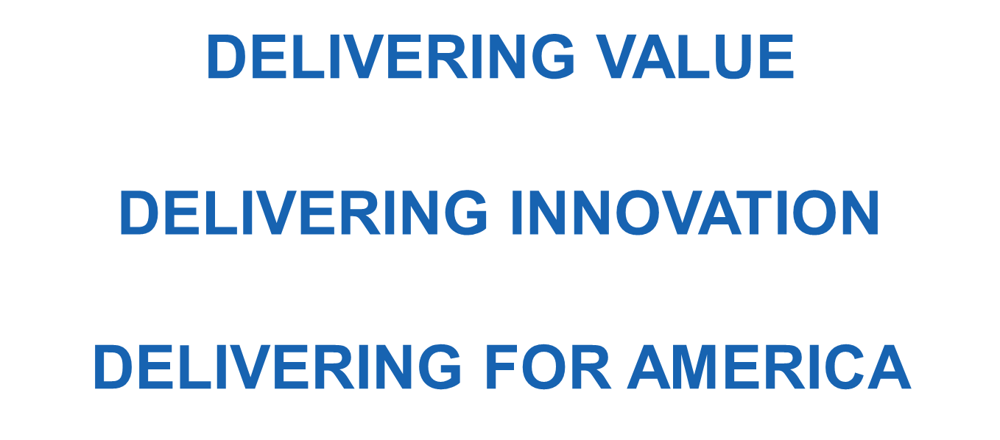 DELIVERING VALUE
DELIVERING INNOVATION
DELIVERING FOR AMERICA